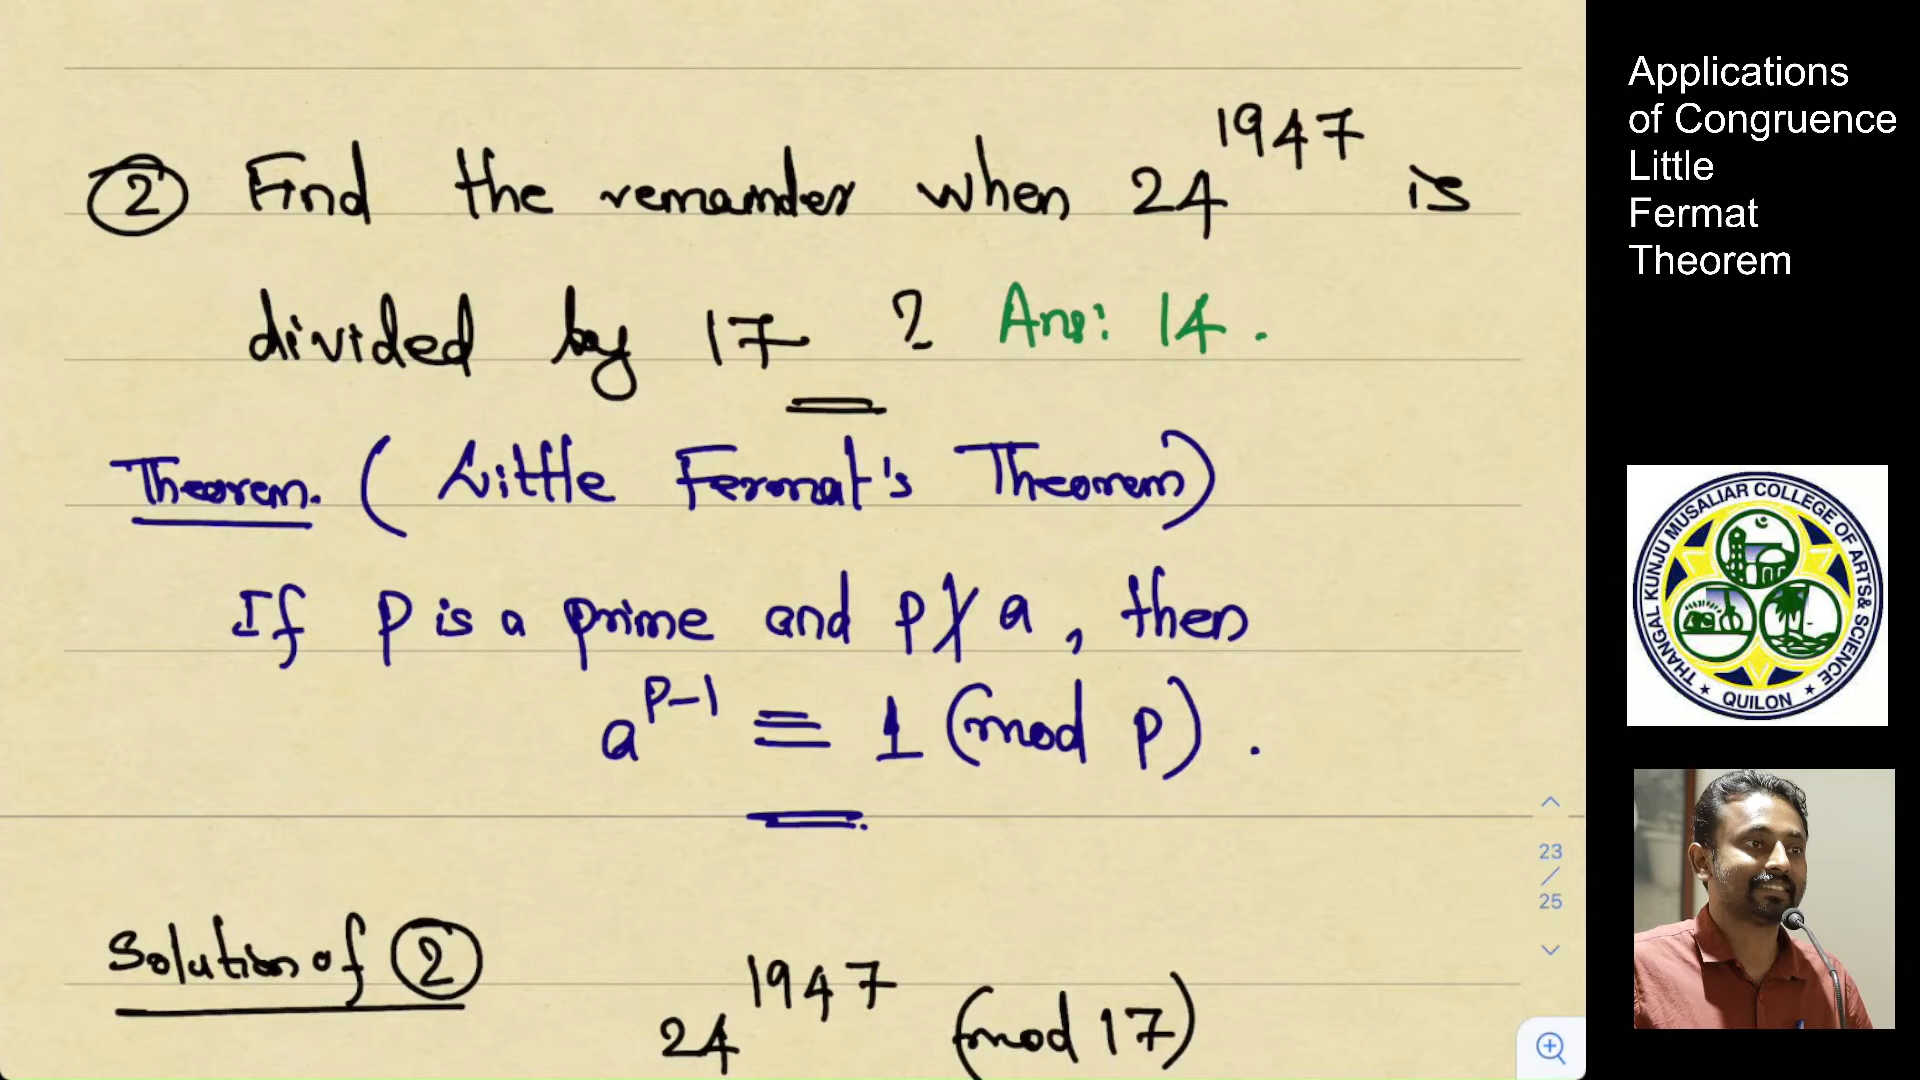 ② Find the remainder when 24^1947 is
divided by 17 ? Ans: 14.
Theorem. (Little Fermat's Theorem)
If p is a prime and p∤a, then
a^p-1 ≡ 1 (mod p).
Solution of ②
24^1947 (mod 17)
23
/
25
Applications
of Congruence
Little
Fermat
Theorem
THANGAL KUNJU MUSALIAR COLLEGE OF ARTS & SCIENCE
★ QUILON ★